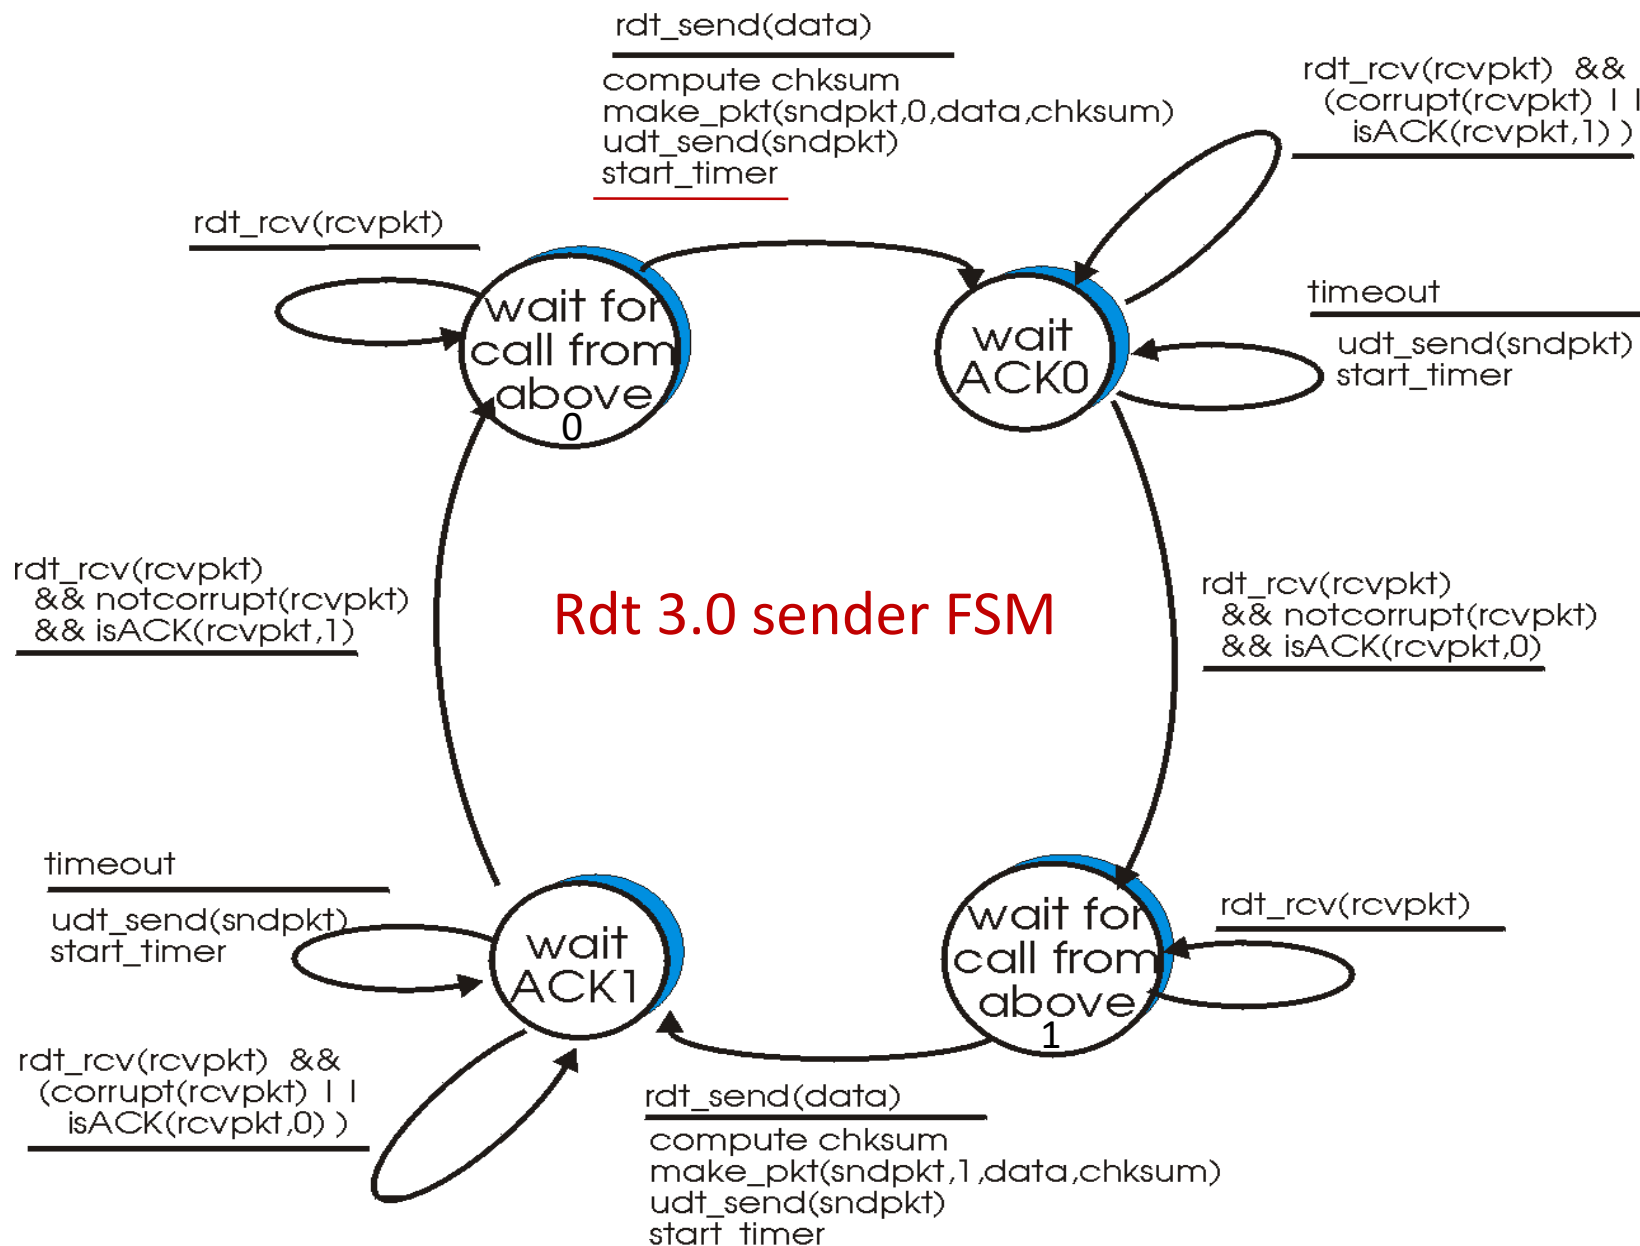 rdt_send(data)
compute chksum
make_pkt(sndpkt,0,data,chksum)
udt_send(sndpkt)
start_timer
rdt_rcv(rcvpkt) &&
(corrupt(rcvpkt) ||
isACK(rcvpkt,1) )
rdt_rcv(rcvpkt)
wait for
call from
above
0
wait
ACK0
timeout
udt_send(sndpkt)
start_timer
rdt_rcv(rcvpkt)
&& notcorrupt(rcvpkt)
&& isACK(rcvpkt,1)
Rdt 3.0 sender FSM
rdt_rcv(rcvpkt)
&& notcorrupt(rcvpkt)
&& isACK(rcvpkt,0)
timeout
udt_send(sndpkt)
start_timer
wait
ACK1
wait for
call from
above
1
rdt_rcv(rcvpkt)
rdt_rcv(rcvpkt) &&
(corrupt(rcvpkt) ||
isACK(rcvpkt,0) )
rdt_send(data)
compute chksum
make_pkt(sndpkt,1,data,chksum)
udt_send(sndpkt)
start_timer